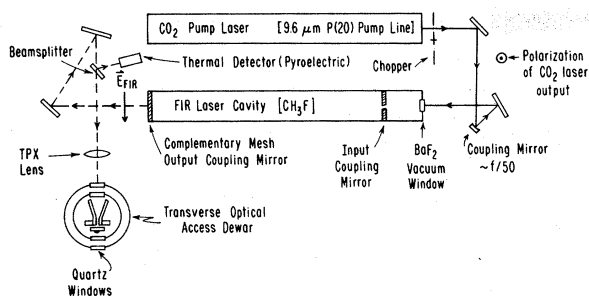 CO2 Pump Laser [9.6 μm P(20) Pump Line]
Beamsplitter
Thermal Detector (Pyroelectric)
Chopper
Polarization
of CO2 laser
output
E FIR
FIR Laser Cavity [CH3F]
Complementary Mesh
Output Coupling Mirror
Input
Coupling
Mirror
BaF2
Vacuum
Window
Coupling Mirror
~f/50
TPX
Lens
Transverse Optical
Access Dewar
Quartz
Windows